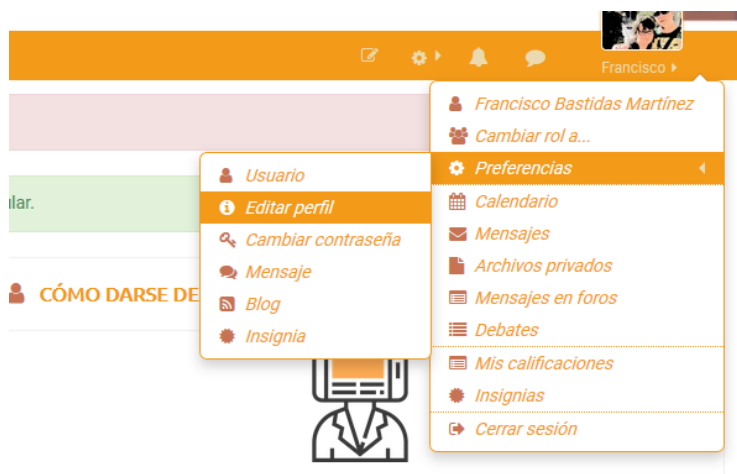 Francisco
Francisco Bastidas Martínez
Cambiar rol a...
Preferencias
Usuario
Editar perfil
Cambiar contraseña
Mensaje
Blog
Insignia
Calendario
Mensajes
Archivos privados
Mensajes en foros
Debates
Mis calificaciones
Insignias
Cerrar sesión
ılar.
CÓMO DARSE DE